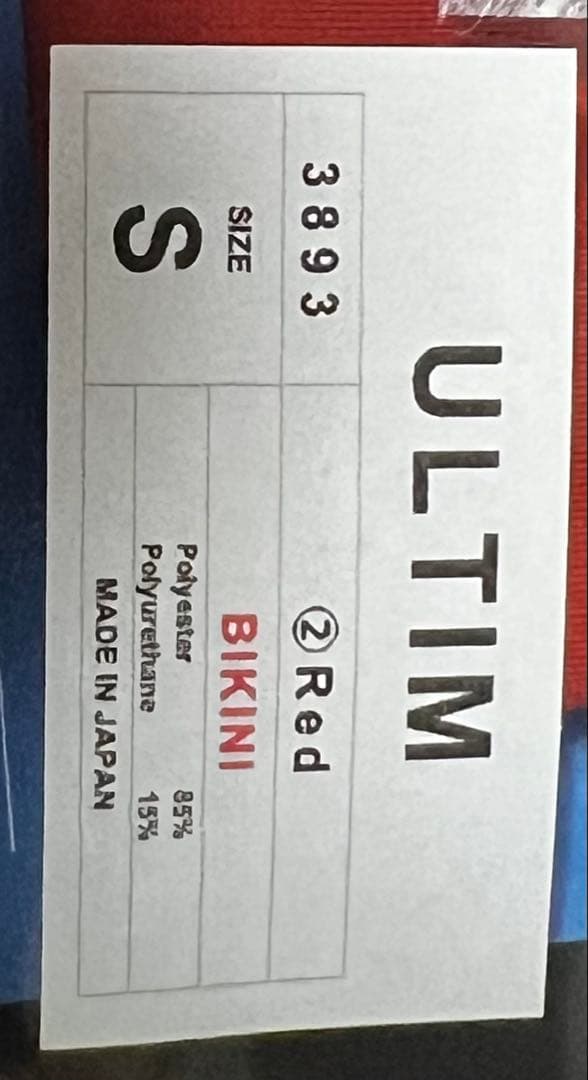 ULTIM
3893 ②Red
SIZE
S
BIKINI
Polyester 85%
Polyurethane 15%
MADE IN JAPAN